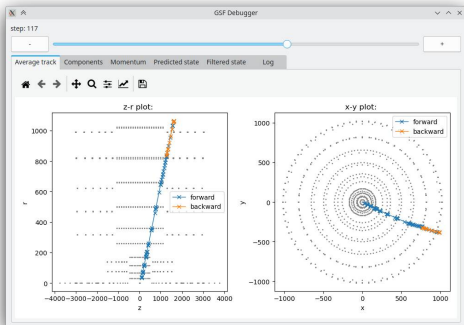 GSF Debugger
step: 117
-
+
Average track Components Momentum Predicted state Filtered state Log
z-r plot:
x-y plot:
1000
800
600
400
200
0
r
forward
backward
−4000 −3000 −2000 −1000 0 1000 2000 3000 4000
z
1000
500
0
−500
−1000
y
forward
backward
−1000 −500 0 500 1000
x